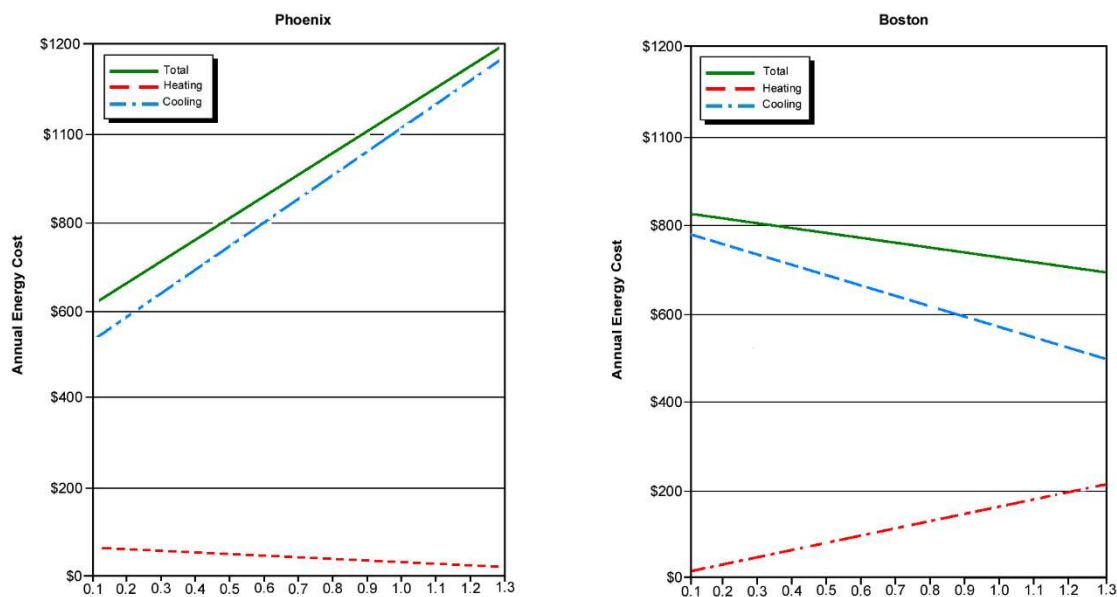 Phoenix
$1200
Total
Heating
Cooling
$1100
$800
$600
$400
$200
$0
Annual Energy Cost
0.1 0.2 0.3 0.4 0.5 0.6 0.7 0.8 0.9 1.0 1.1 1.2 1.3
Boston
$1200
Total
Heating
Cooling
$1100
$800
$600
$400
$200
$0
Annual Energy Cost
0.1 0.2 0.3 0.4 0.5 0.6 0.7 0.8 0.9 1.0 1.1 1.2 1.3